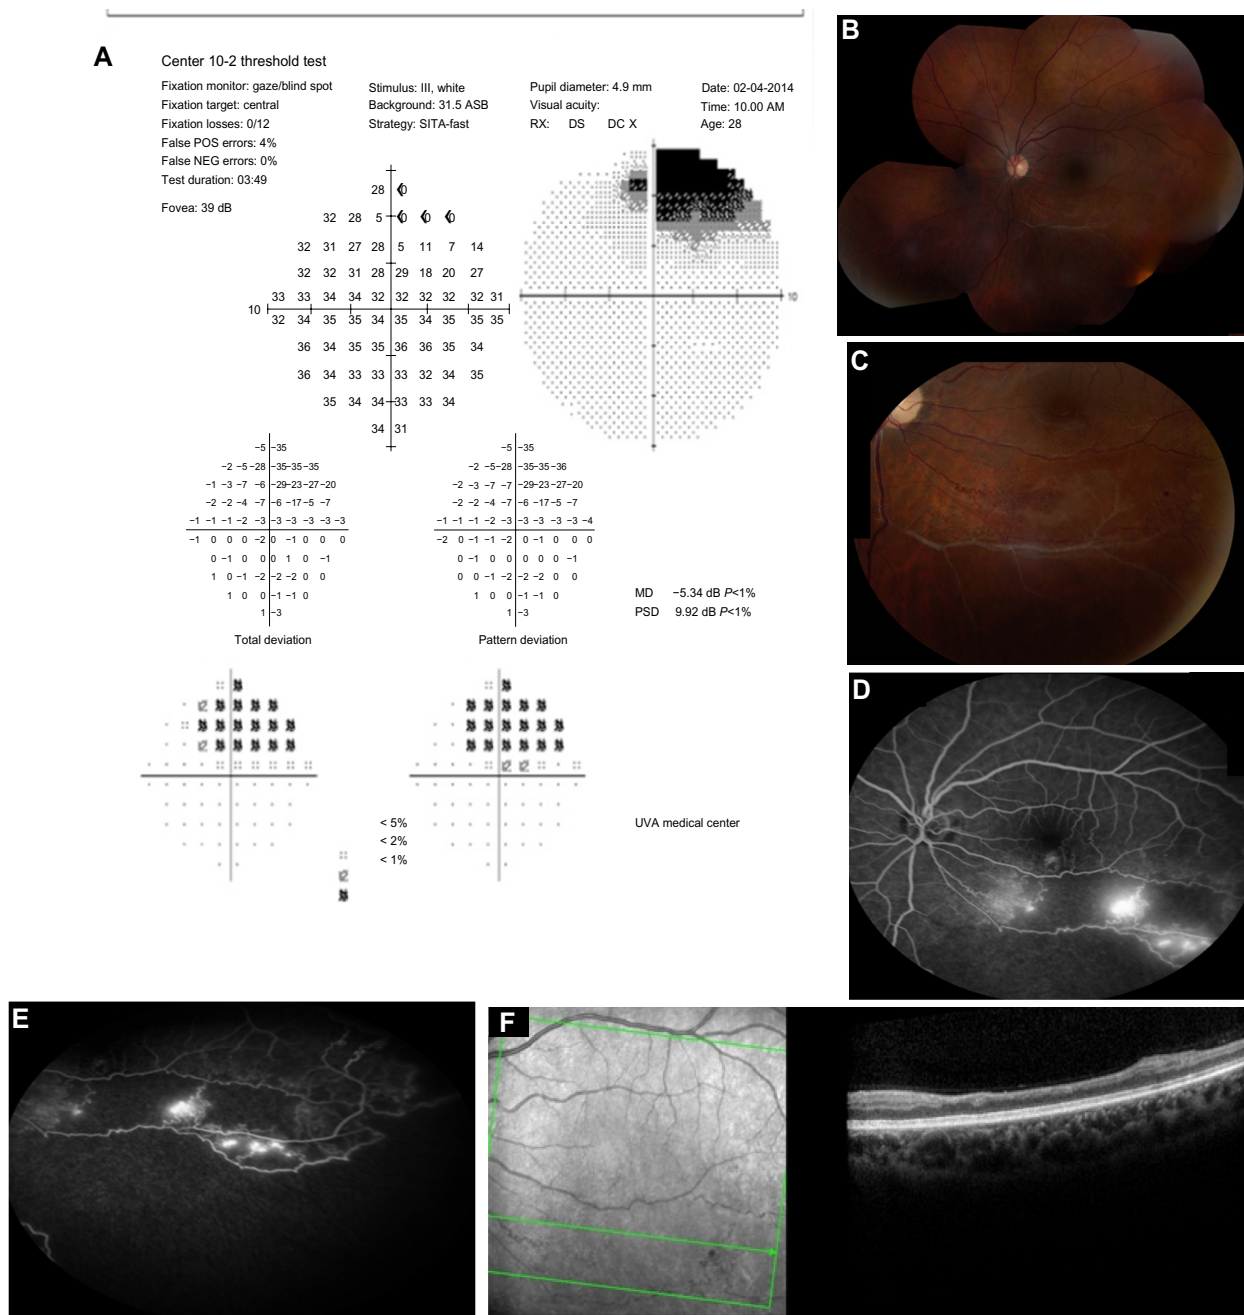 A
Center 10-2 threshold test
Fixation monitor: gaze/blind spot
Fixation target: central
Fixation losses: 0/12
False POS errors: 4%
False NEG errors: 0%
Test duration: 03:49
Fovea: 39 dB
Stimulus: III, white
Background: 31.5 ASB
Strategy: SITA-fast
Pupil diameter: 4.9 mm
Visual acuity:
RX: DS DC X
Date: 02-04-2014
Time: 10.00 AM
Age: 28
28 0
32 28 5 0 0 0
32 31 27 28 5 11 7 14
32 32 31 28 29 18 20 27
33 33 34 34 32 32 32 32 32 31
10
10
32 34 35 35 34 35 34 35 35 35
36 34 35 35 36 36 35 34
36 34 33 33 33 32 34 35
35 34 34 33 33 34
34 31
−5 −35
−2 −5 −28 −35 −35 −35
−1 −3 −7 −6 −29 −23 −27 −20
−2 −2 −4 −7 −6 −17 −5 −7
−1 −1 −1 −2 −3 −3 −3 −3 −3 −3
−1 0 0 0 −2 0 0 0 0 0
0 −1 0 0 0 1 0 −1
1 0 −1 −2 −2 −2 0 0
1 0 0 −1 −1 0
1 −3
Total deviation
−5 −35
−2 −5 −28 −35 −35 −36
−2 −3 −7 −7 −29 −23 −27 −20
−2 −2 −4 −7 −6 −17 −5 −7
−1 −1 −1 −2 −3 −3 −3 −3 −3 −4
−2 0 0 −1 −2 0 0 0 0 0
0 −1 0 0 0 0 0 −1
0 0 −1 −2 −2 −2 0 0
1 0 0 −1 −1 0
1 −3
Pattern deviation
MD −5.34 dB P<1%
PSD 9.92 dB P<1%
< 5%
< 2%
< 1%
UVA medical center
B
C
D
E
F